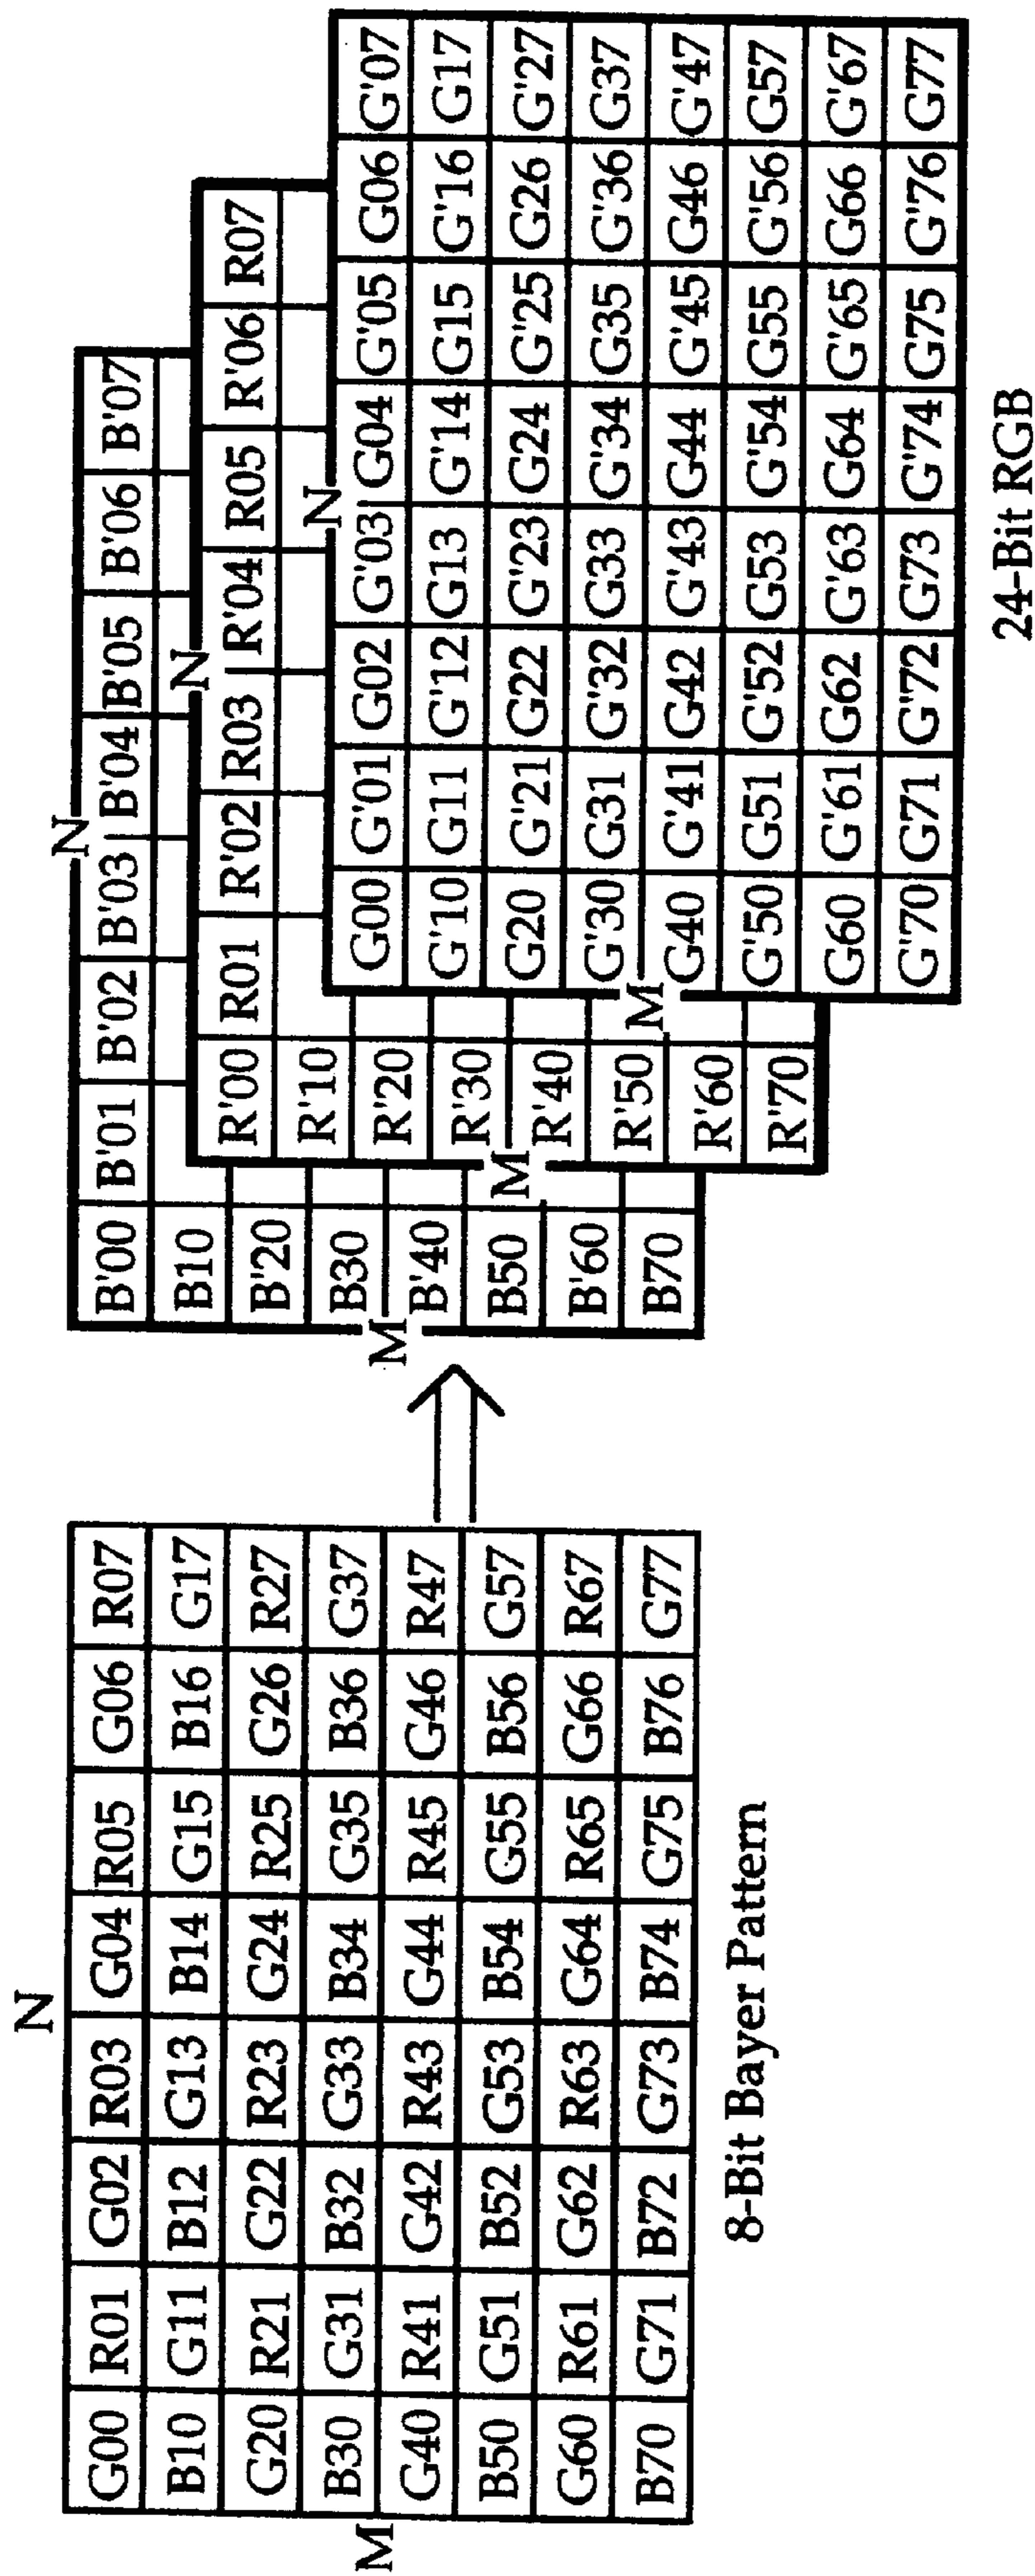 N
G00 R01 G02 R03 G04 R05 G06 R07
B10 G11 B12 G13 B14 G15 B16 G17
G20 R21 G22 R23 G24 R25 G26 R27
B30 G31 B32 G33 B34 G35 B36 G37
M
G40 R41 G42 R43 G44 R45 G46 R47
B50 G51 B52 G53 B54 G55 B56 G57
G60 R61 G62 R63 G64 R65 G66 R67
B70 G71 B72 G73 B74 G75 B76 G77
8-Bit Bayer Pattern
N
B'00 B'01 B'02 B'03 B'04 B'05 B'06 B'07
B10
B'20
B30
M
B'40
B50
B'60
B70
N
R'00 R01 R'02 R03 R'04 R05 R'06 R07
R'10
R'20
R'30
M
R'40
R'50
R'60
R'70
N
G00 G'01 G02 G'03 G04 G'05 G06 G'07
G'10 G11 G'12 G13 G'14 G15 G'16 G17
G20 G'21 G22 G'23 G24 G'25 G26 G'27
G'30 G31 G'32 G33 G'34 G35 G'36 G37
M
G40 G'41 G42 G'43 G44 G'45 G46 G'47
G'50 G51 G'52 G53 G'54 G55 G'56 G57
G60 G'61 G62 G'63 G64 G'65 G66 G'67
G'70 G71 G'72 G73 G'74 G75 G'76 G77
24-Bit RGB